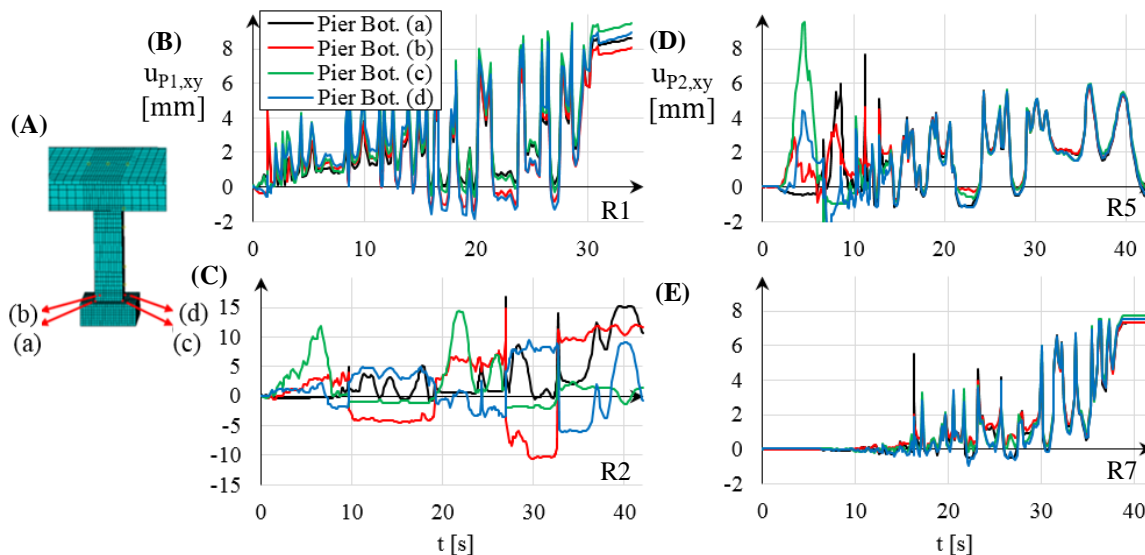 (A)
(b)
(a)
(d)
(c)
(B)
u_P1,xy
[mm]
Pier Bot. (a)
Pier Bot. (b)
Pier Bot. (c)
Pier Bot. (d)
8
6
4
2
0
-2
0 10 20 30
R1
(D)
u_P2,xy
[mm]
8
6
4
2
0
-2
0 10 20 30 40
R5
(C)
15
10
5
0
-5
-10
-15
0 10 20 30 40
R2
t [s]
(E)
8
6
4
2
0
-2
0 10 20 30 40
R7
t [s]